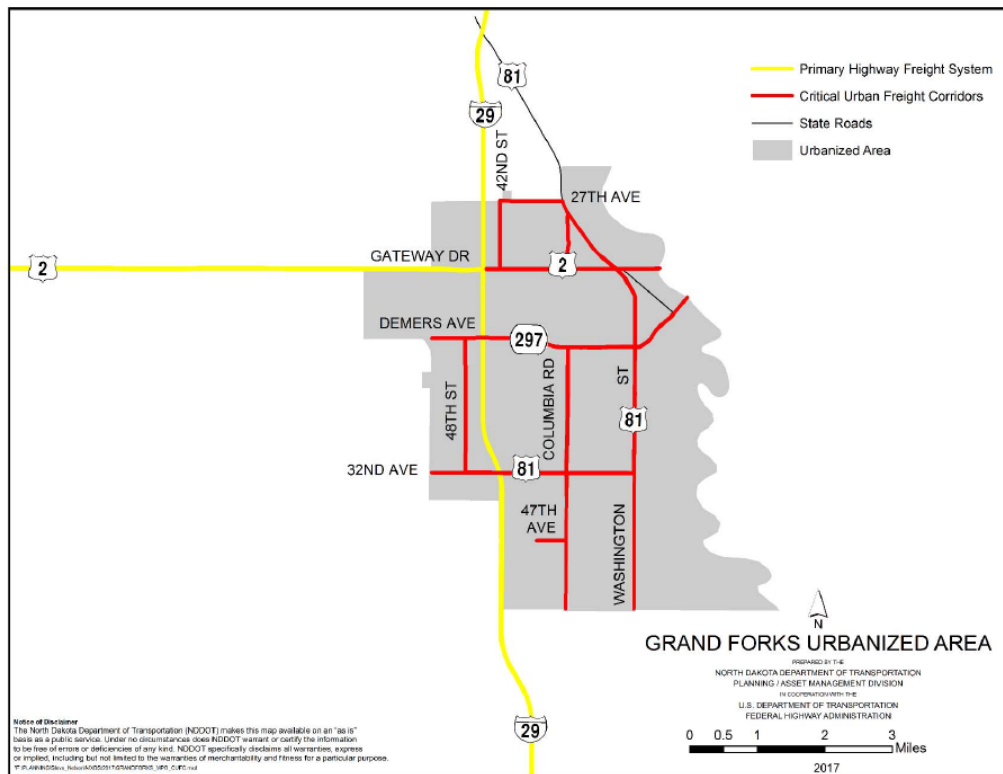 81
29
Primary Highway Freight System
Critical Urban Freight Corridors
State Roads
Urbanized Area
42ND ST
27TH AVE
GATEWAY DR
2
2
DEMERS AVE
297
COLUMBIA RD
ST
48TH ST
81
32ND AVE
81
47TH
AVE
WASHINGTON
N
GRAND FORKS URBANIZED AREA
PREPARED BY THE
NORTH DAKOTA DEPARTMENT OF TRANSPORTATION
PLANNING / ASSET MANAGEMENT DIVISION
IN COOPERATION WITH THE
U.S. DEPARTMENT OF TRANSPORTATION
FEDERAL HIGHWAY ADMINISTRATION
29
0 0.5 1 2 3
Miles
2017
Notice of Disclaimer
The North Dakota Department of Transportation (NDDOT) makes this map available on an "as is"
basis as a public service. Under no circumstances does NDDOT warrant or certify the information
to be free of errors or deficiencies of any kind. NDDOT specifically disclaims all warranties, express
or implied, including but not limited to the warranties of merchantability and fitness for a particular purpose.